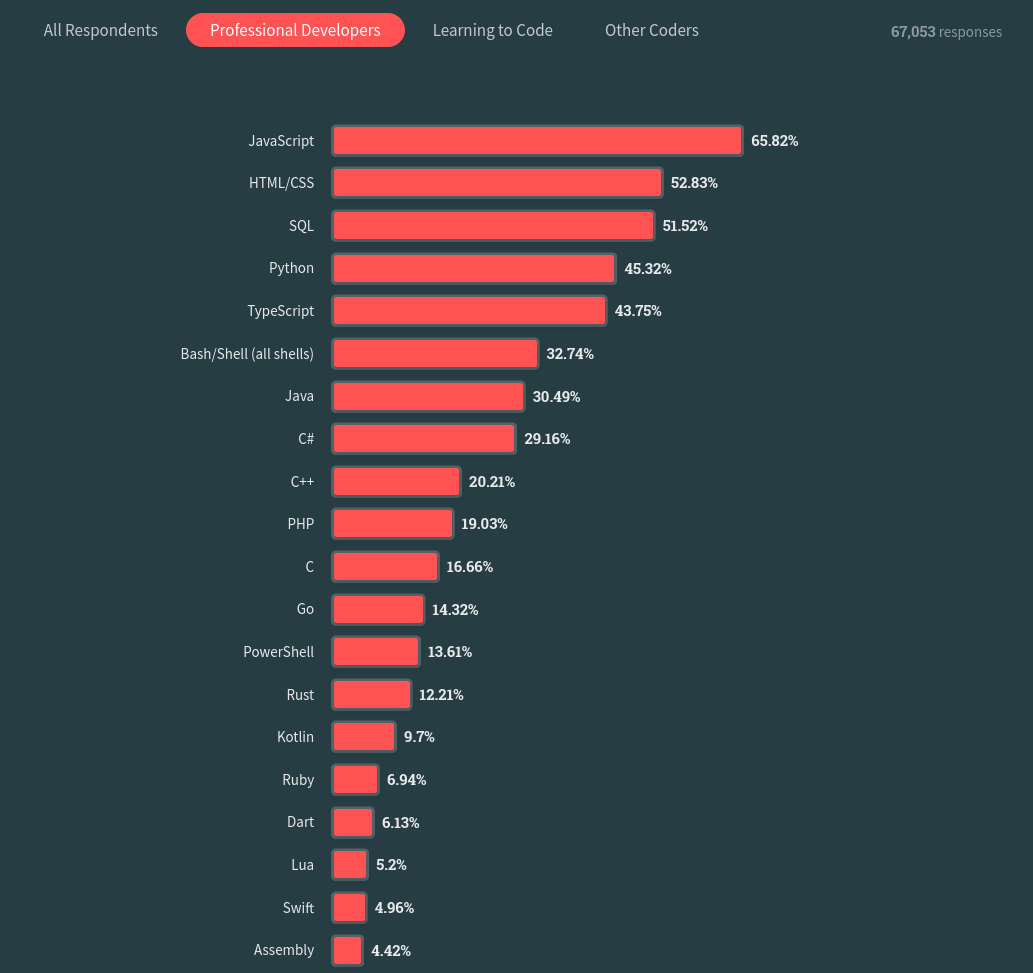 All Respondents Professional Developers Learning to Code Other Coders 67,053 responses
JavaScript 65.82%
HTML/CSS 52.83%
SQL 51.52%
Python 45.32%
TypeScript 43.75%
Bash/Shell (all shells) 32.74%
Java 30.49%
C# 29.16%
C++ 20.21%
PHP 19.03%
C 16.66%
Go 14.32%
PowerShell 13.61%
Rust 12.21%
Kotlin 9.7%
Ruby 6.94%
Dart 6.13%
Lua 5.2%
Swift 4.96%
Assembly 4.42%